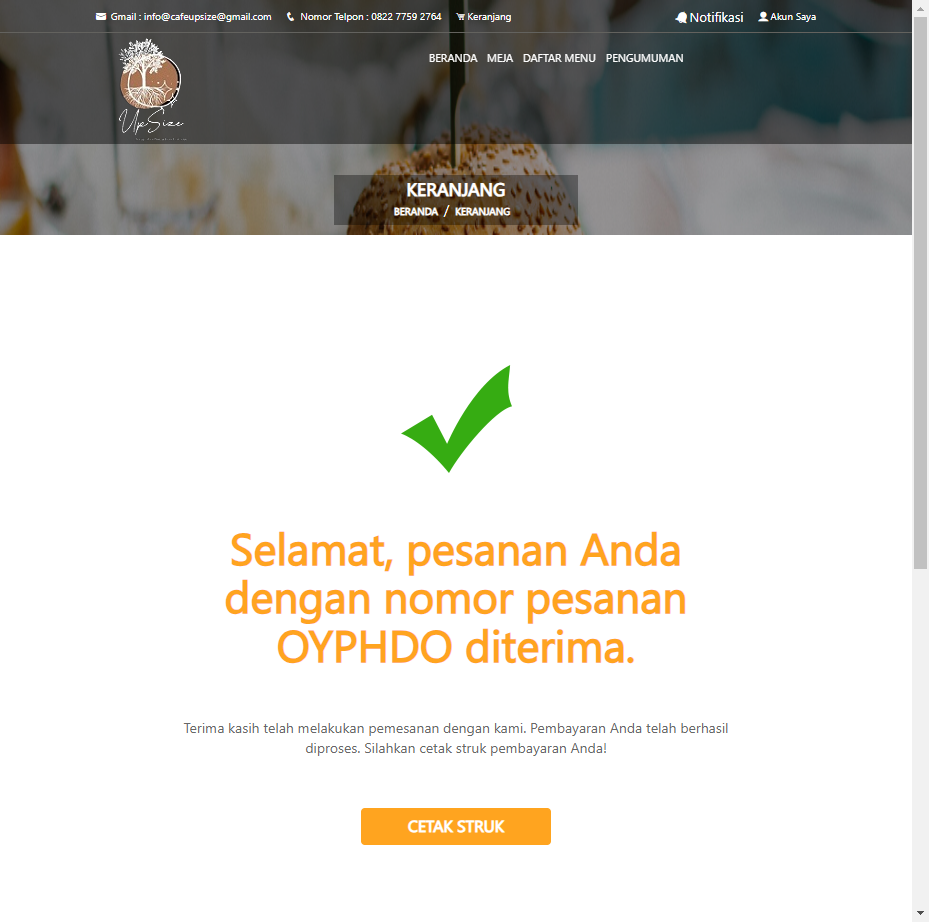 Gmail : info@cafeupsize@gmail.com Nomor Telpon : 0822 7759 2764 Keranjang Notifikasi Akun Saya
UpSize
BERANDA MEJA DAFTAR MENU PENGUMUMAN
KERANJANG
BERANDA / KERANJANG
Selamat, pesanan Anda
dengan nomor pesanan
OYPHDO diterima.
Terima kasih telah melakukan pemesanan dengan kami. Pembayaran Anda telah berhasil
diproses. Silahkan cetak struk pembayaran Anda!
CETAK STRUK